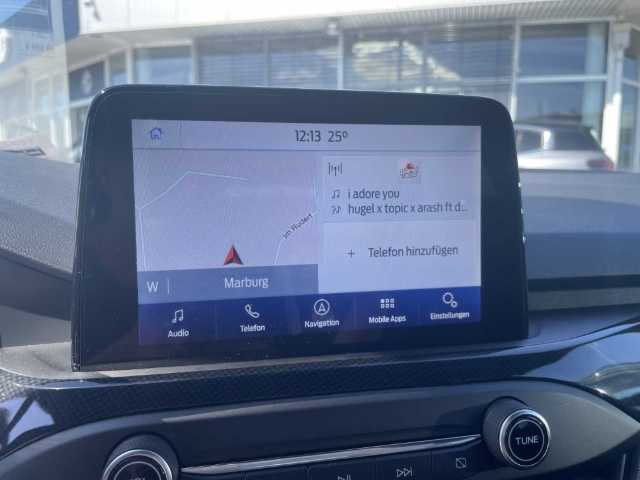 12:13 25°
i adore you
hugel x topic x arash ft d...
Im Rudert
+ Telefon hinzufügen
W | Marburg
Audio
Telefon
Navigation
Mobile Apps
Einstellungen
TUNE